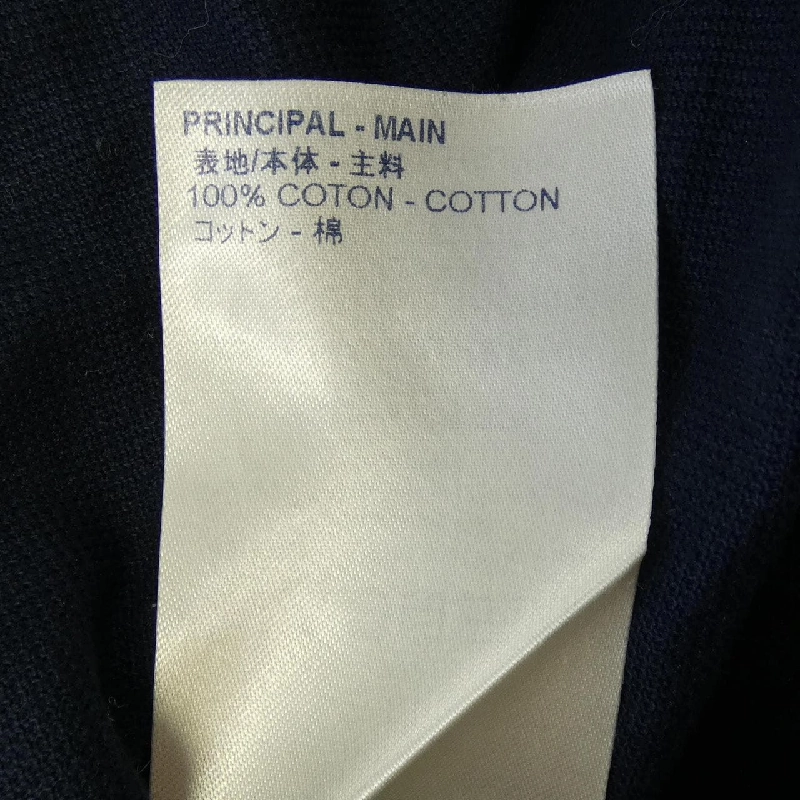 PRINCIPAL - MAIN
表地/本体 - 主料
100% COTON - COTTON
コットン - 棉